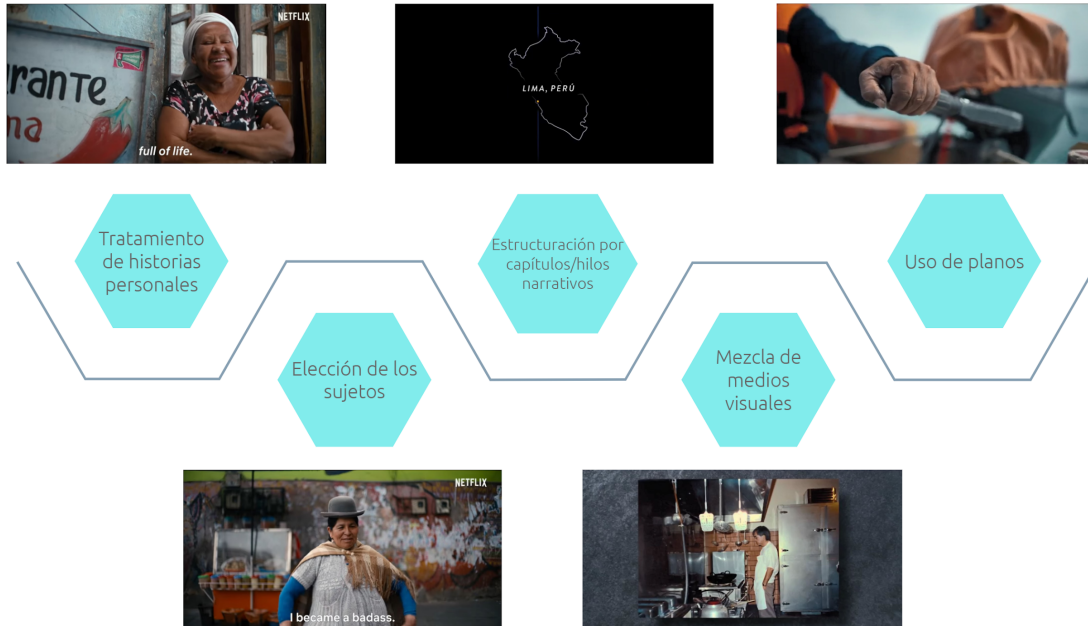 NETFLIX
rante
na
full of life.
LIMA, PERÚ
Tratamiento
de historias
personales
Estructuración por
capítulos/hilos
narrativos
Uso de planos
Elección de los
sujetos
Mezcla de
medios
visuales
NETFLIX
I became a badass.